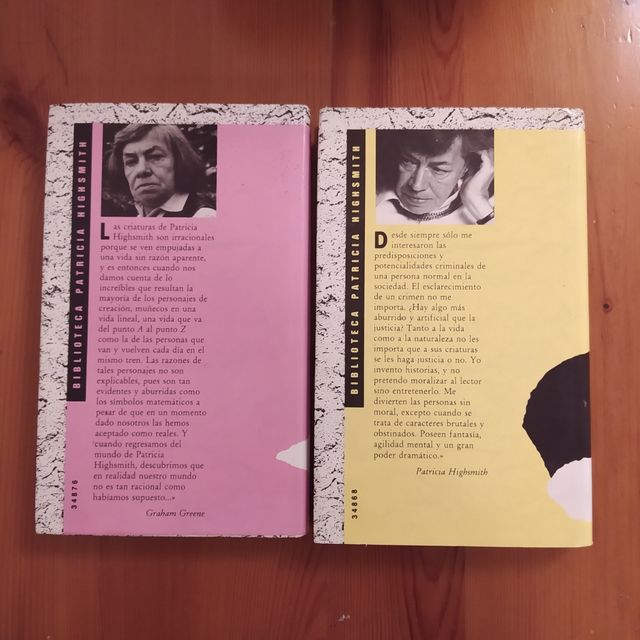 BIBLIOTECA PATRICIA HIGHSMITH
Las criaturas de Patricia
Highsmith son irracionales
porque se ven empujadas a
una vida sin razón aparente,
y es entonces cuando nos
damos cuenta de lo
increíbles que resultan la
mayoría de los personajes de
creación, muñecos en una
vida lineal, una vida que va
del punto A al punto Z
como la de las personas que
van y vuelven cada día en el
mismo tren. Las razones de
tales personajes no son
explicables, pues son tan
evidentes y aburridas como
los símbolos matemáticos a
pesar de que en un momento
dado nosotros las hemos
aceptado como reales. Y
cuando regresamos del
mundo de Patricia
Highsmith, descubrimos que
en realidad nuestro mundo
no es tan racional como
habíamos supuesto...»
Graham Greene
34876
BIBLIOTECA PATRICIA HIGHSMITH
Desde siempre sólo me
interesaron las
predisposiciones y
potencialidades criminales de
una persona normal en la
sociedad. El esclarecimiento
de un crimen no me
importa. ¿Hay algo más
aburrido y artificial que la
justicia? Tanto a la vida
como a la naturaleza no les
importa que a sus criaturas
se les haga justicia o no. Yo
invento historias, y no
pretendo moralizar al lector
sino entretenerlo. Me
divierten las personas sin
moral, excepto cuando se
trata de caracteres brutales y
obstinados. Poseen fantasía,
agilidad mental y un gran
poder dramático.»
Patricia Highsmith
34868